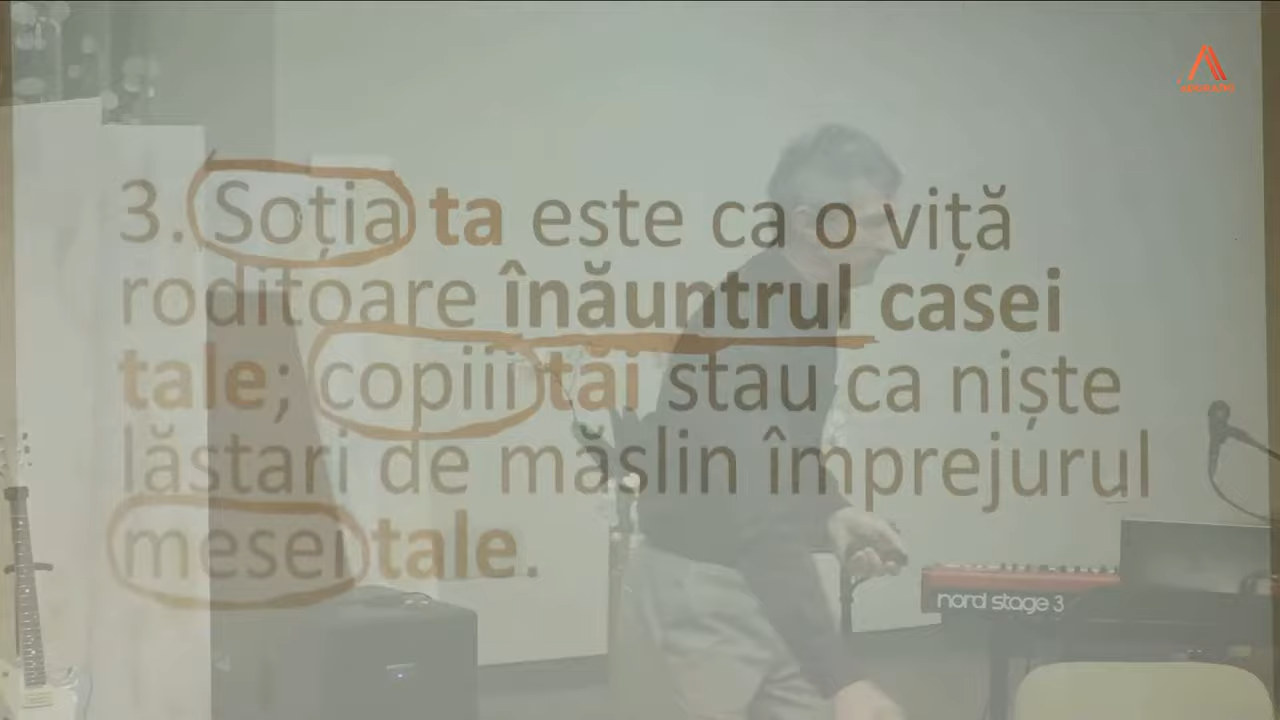 3. Soția ta este ca o viță
roditoare înăuntrul casei
tale; copiii tăi stau ca niște
lăstari de măslin împrejurul
mesei tale.
nord stage 3